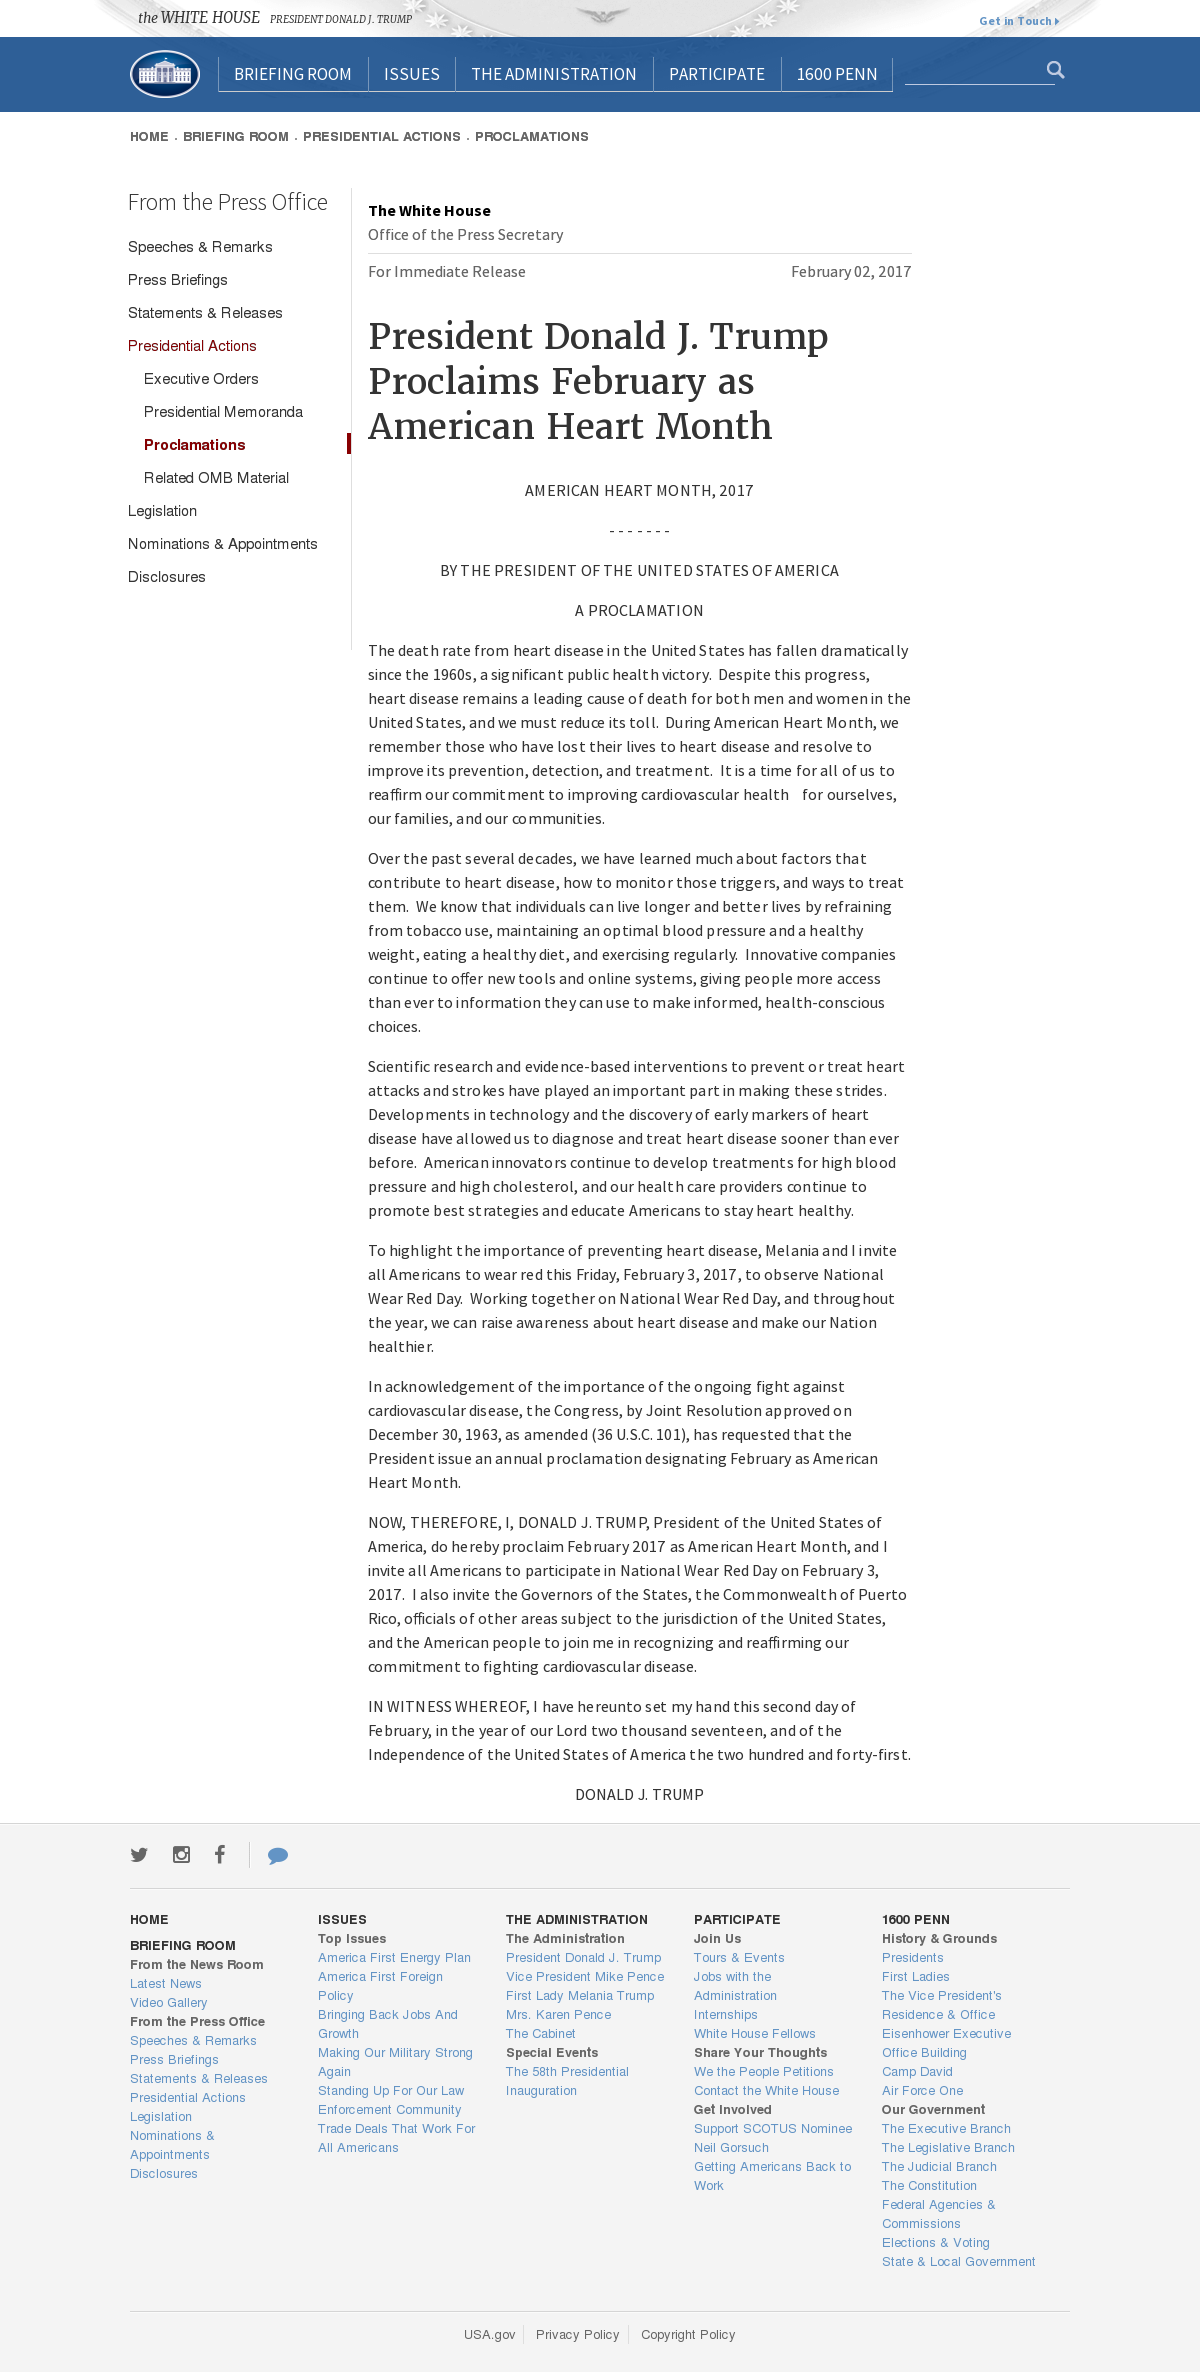 the WHITE HOUSE PRESIDENT DONALD J. TRUMP
Get in Touch
BRIEFING ROOM ISSUES THE ADMINISTRATION PARTICIPATE 1600 PENN
HOME . BRIEFING ROOM . PRESIDENTIAL ACTIONS . PROCLAMATIONS
From the Press Office
Speeches & Remarks
Press Briefings
Statements & Releases
Presidential Actions
Executive Orders
Presidential Memoranda
Proclamations
Related OMB Material
Legislation
Nominations & Appointments
Disclosures
The White House
Office of the Press Secretary
For Immediate Release February 02, 2017
President Donald J. Trump
Proclaims February as
American Heart Month
AMERICAN HEART MONTH, 2017
- - - - - - -
BY THE PRESIDENT OF THE UNITED STATES OF AMERICA
A PROCLAMATION
The death rate from heart disease in the United States has fallen dramatically
since the 1960s, a significant public health victory.  Despite this progress,
heart disease remains a leading cause of death for both men and women in the
United States, and we must reduce its toll.  During American Heart Month, we
remember those who have lost their lives to heart disease and resolve to
improve its prevention, detection, and treatment.  It is a time for all of us to
reaffirm our commitment to improving cardiovascular health   for ourselves,
our families, and our communities.
Over the past several decades, we have learned much about factors that
contribute to heart disease, how to monitor those triggers, and ways to treat
them.  We know that individuals can live longer and better lives by refraining
from tobacco use, maintaining an optimal blood pressure and a healthy
weight, eating a healthy diet, and exercising regularly.  Innovative companies
continue to offer new tools and online systems, giving people more access
than ever to information they can use to make informed, health-conscious
choices.
Scientific research and evidence-based interventions to prevent or treat heart
attacks and strokes have played an important part in making these strides.
Developments in technology and the discovery of early markers of heart
disease have allowed us to diagnose and treat heart disease sooner than ever
before.  American innovators continue to develop treatments for high blood
pressure and high cholesterol, and our health care providers continue to
promote best strategies and educate Americans to stay heart healthy.
To highlight the importance of preventing heart disease, Melania and I invite
all Americans to wear red this Friday, February 3, 2017, to observe National
Wear Red Day.  Working together on National Wear Red Day, and throughout
the year, we can raise awareness about heart disease and make our Nation
healthier.
In acknowledgement of the importance of the ongoing fight against
cardiovascular disease, the Congress, by Joint Resolution approved on
December 30, 1963, as amended (36 U.S.C. 101), has requested that the
President issue an annual proclamation designating February as American
Heart Month.
NOW, THEREFORE, I, DONALD J. TRUMP, President of the United States of
America, do hereby proclaim February 2017 as American Heart Month, and I
invite all Americans to participate in National Wear Red Day on February 3,
2017.  I also invite the Governors of the States, the Commonwealth of Puerto
Rico, officials of other areas subject to the jurisdiction of the United States,
and the American people to join me in recognizing and reaffirming our
commitment to fighting cardiovascular disease.
IN WITNESS WHEREOF, I have hereunto set my hand this second day of
February, in the year of our Lord two thousand seventeen, and of the
Independence of the United States of America the two hundred and forty-first.
DONALD J. TRUMP
HOME
BRIEFING ROOM
From the News Room
Latest News
Video Gallery
From the Press Office
Speeches & Remarks
Press Briefings
Statements & Releases
Presidential Actions
Legislation
Nominations &
Appointments
Disclosures
ISSUES
Top Issues
America First Energy Plan
America First Foreign
Policy
Bringing Back Jobs And
Growth
Making Our Military Strong
Again
Standing Up For Our Law
Enforcement Community
Trade Deals That Work For
All Americans
THE ADMINISTRATION
The Administration
President Donald J. Trump
Vice President Mike Pence
First Lady Melania Trump
Mrs. Karen Pence
The Cabinet
Special Events
The 58th Presidential
Inauguration
PARTICIPATE
Join Us
Tours & Events
Jobs with the
Administration
Internships
White House Fellows
Share Your Thoughts
We the People Petitions
Contact the White House
Get Involved
Support SCOTUS Nominee
Neil Gorsuch
Getting Americans Back to
Work
1600 PENN
History & Grounds
Presidents
First Ladies
The Vice President's
Residence & Office
Eisenhower Executive
Office Building
Camp David
Air Force One
Our Government
The Executive Branch
The Legislative Branch
The Judicial Branch
The Constitution
Federal Agencies &
Commissions
Elections & Voting
State & Local Government
USA.gov Privacy Policy Copyright Policy